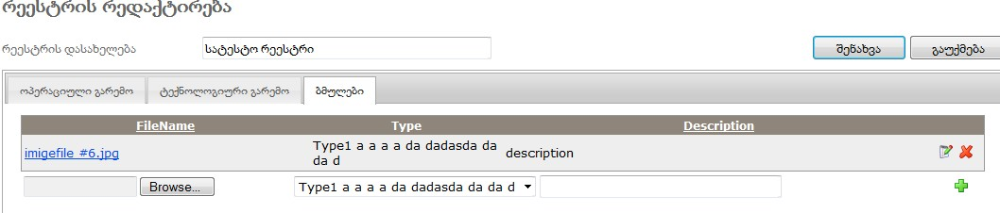 რეესტრის რედაქტირება
რეესტრის დასახელება სატესტო რეესტრი შენახვა გაუქმება
ოპერაციული გარემო ტექნოლოგიური გარემო ბმულები
FileName Type Description
imigefile_#6.jpg Type1 a a a a da dadasda da da d description
Browse... Type1 a a a a da dadasda da da d